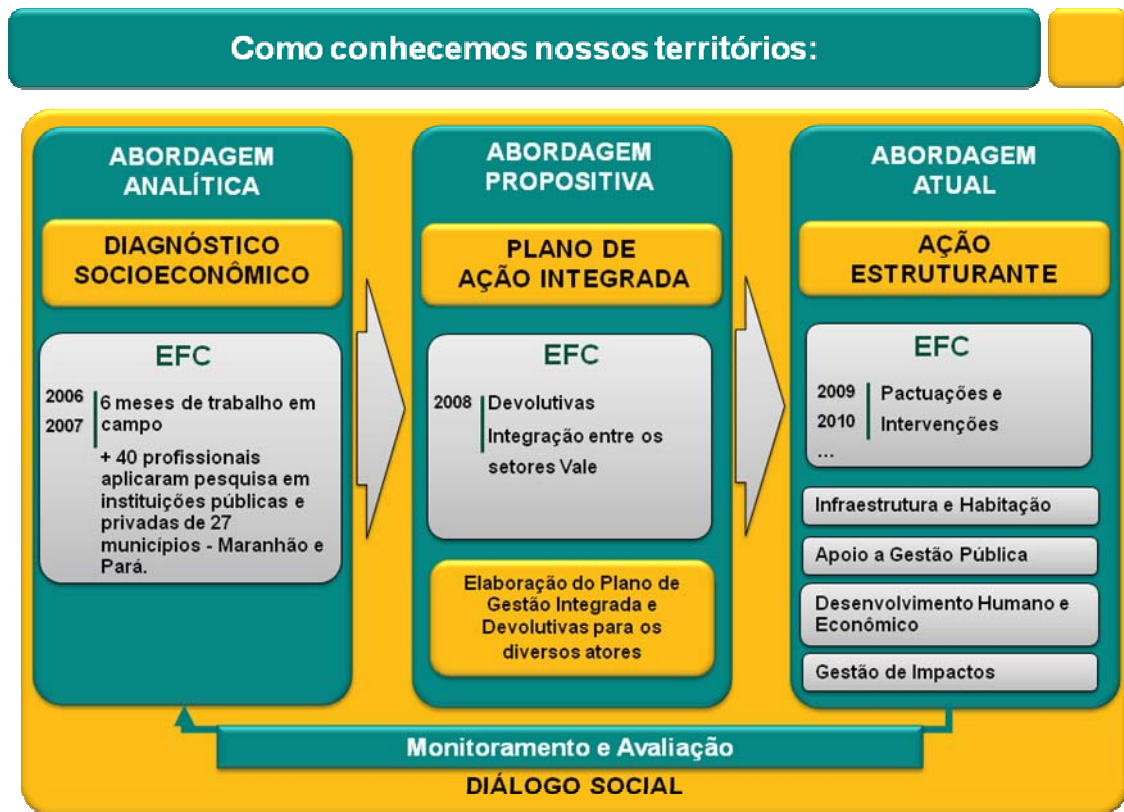 Como conhecemos nossos territórios:
ABORDAGEM
ANALÍTICA
DIAGNÓSTICO
SOCIOECONÔMICO
EFC
2006
2007
6 meses de trabalho em
campo
+ 40 profissionais
aplicaram pesquisa em
instituições públicas e
privadas de 27
municípios - Maranhão e
Pará.
ABORDAGEM
PROPOSITIVA
PLANO DE
AÇÃO INTEGRADA
EFC
2008
Devolutivas
Integração entre os
setores Vale
Elaboração do Plano de
Gestão Integrada e
Devolutivas para os
diversos atores
ABORDAGEM
ATUAL
AÇÃO
ESTRUTURANTE
EFC
2009
2010
...
Pactuações e
Intervenções
Infraestrutura e Habitação
Apoio a Gestão Pública
Desenvolvimento Humano e
Econômico
Gestão de Impactos
Monitoramento e Avaliação
DIÁLOGO SOCIAL